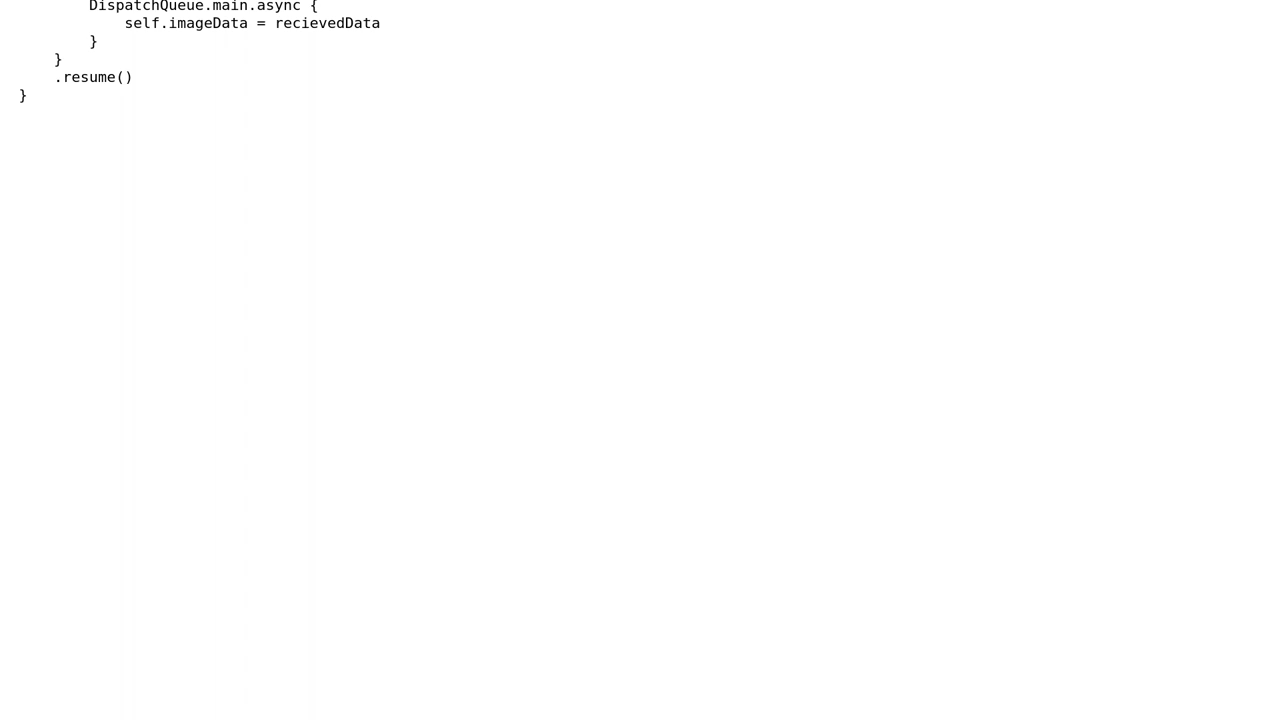 DispatchQueue.main.async {
self.imageData = recievedData
}
}
.resume()
}